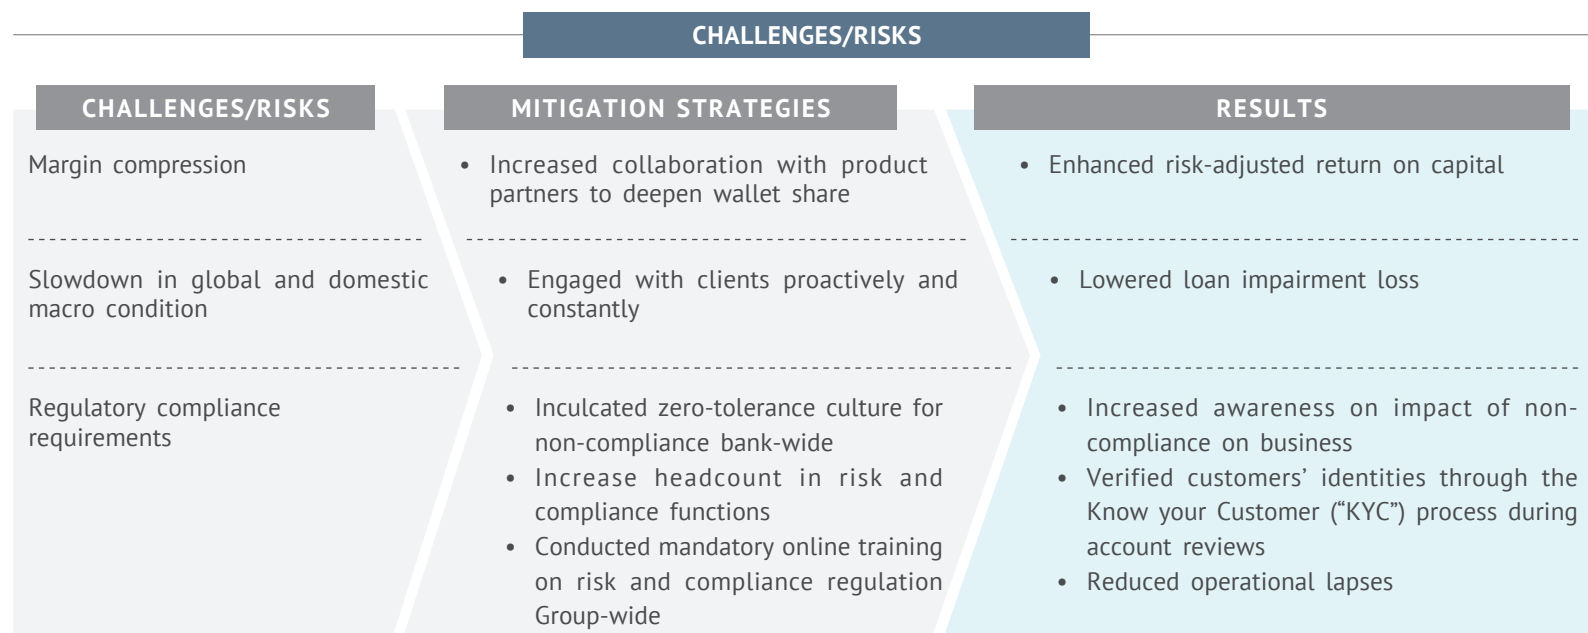 CHALLENGES/RISKS
CHALLENGES/RISKS
MITIGATION STRATEGIES
RESULTS
Margin compression
• Increased collaboration with product
partners to deepen wallet share
• Enhanced risk-adjusted return on capital
Slowdown in global and domestic
macro condition
• Engaged with clients proactively and
constantly
• Lowered loan impairment loss
Regulatory compliance
requirements
• Inculcated zero-tolerance culture for
non-compliance bank-wide
• Increase headcount in risk and
compliance functions
• Conducted mandatory online training
on risk and compliance regulation
Group-wide
• Increased awareness on impact of non-
compliance on business
• Verified customers’ identities through the
Know your Customer (“KYC”) process during
account reviews
• Reduced operational lapses